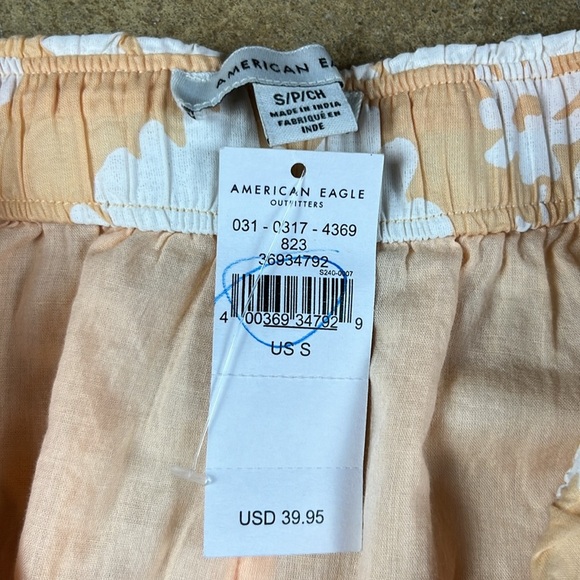 AMERICAN EAGLE
S/P/CH
MADE IN INDIA
FABRIQUÉ EN
INDE
AMERICAN EAGLE
OUTFITTERS
031 - 0317 - 4369
823
36934792
S240-0007
4 00369 34792 9
US S
USD 39.95